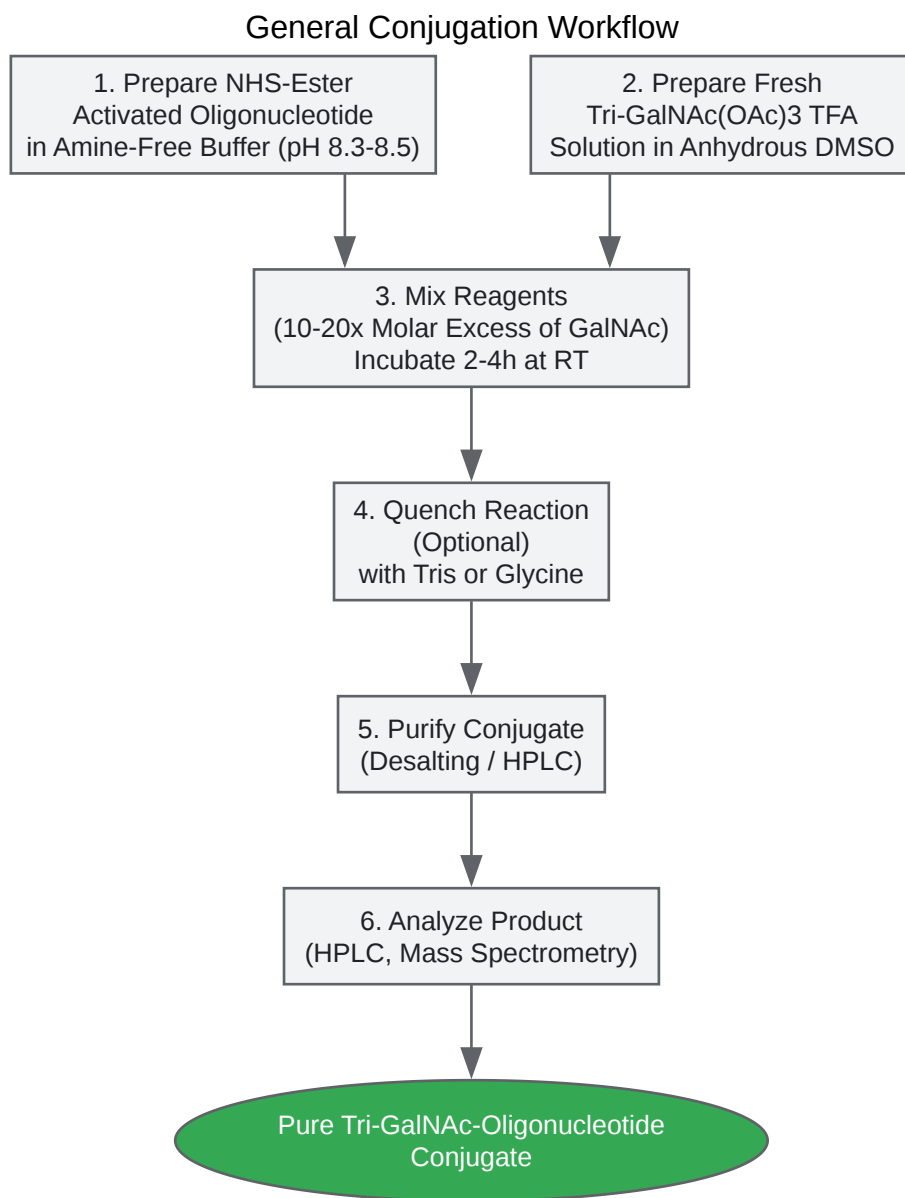 General Conjugation Workflow
1. Prepare NHS-Ester
Activated Oligonucleotide
in Amine-Free Buffer (pH 8.3-8.5)
2. Prepare Fresh
Tri-GalNAc(OAc)3 TFA
Solution in Anhydrous DMSO
3. Mix Reagents
(10-20x Molar Excess of GalNAc)
Incubate 2-4h at RT
4. Quench Reaction
(Optional)
with Tris or Glycine
5. Purify Conjugate
(Desalting / HPLC)
6. Analyze Product
(HPLC, Mass Spectrometry)
Pure Tri-GalNAc-Oligonucleotide
Conjugate